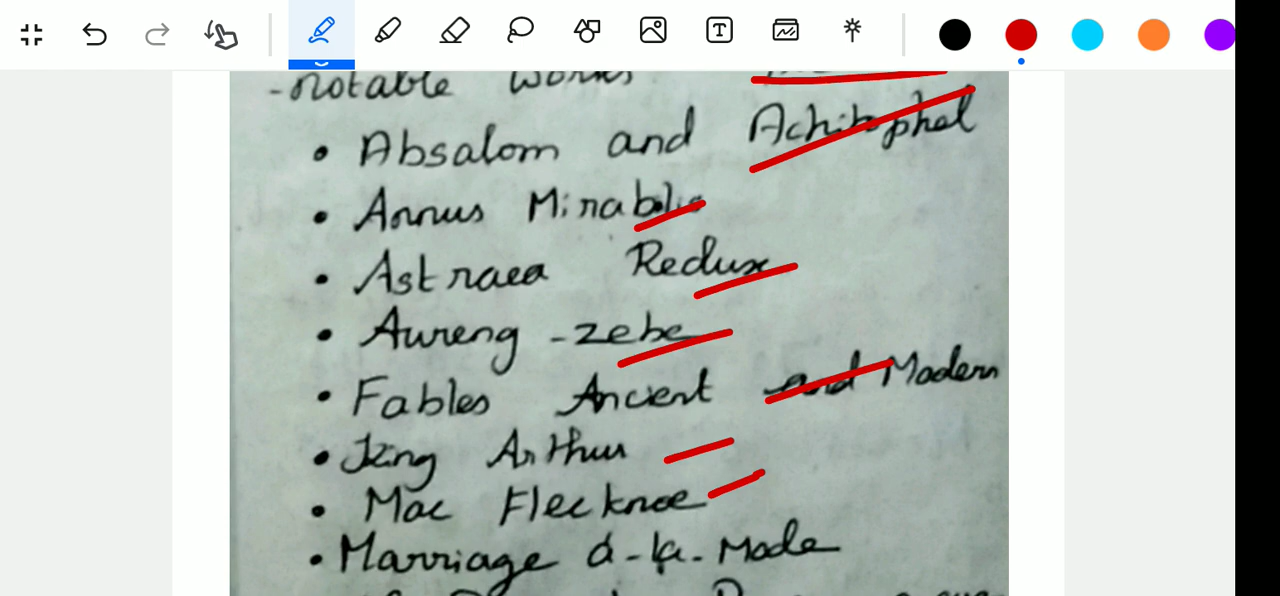 -notable works
• Absalom and Achitophel
• Annus Mirabilis
• Astraea Redux
• Aureng-zebe
• Fables Ancient and Modern
• King Arthur
• Mac Flecknoe
• Marriage á-la-Mode